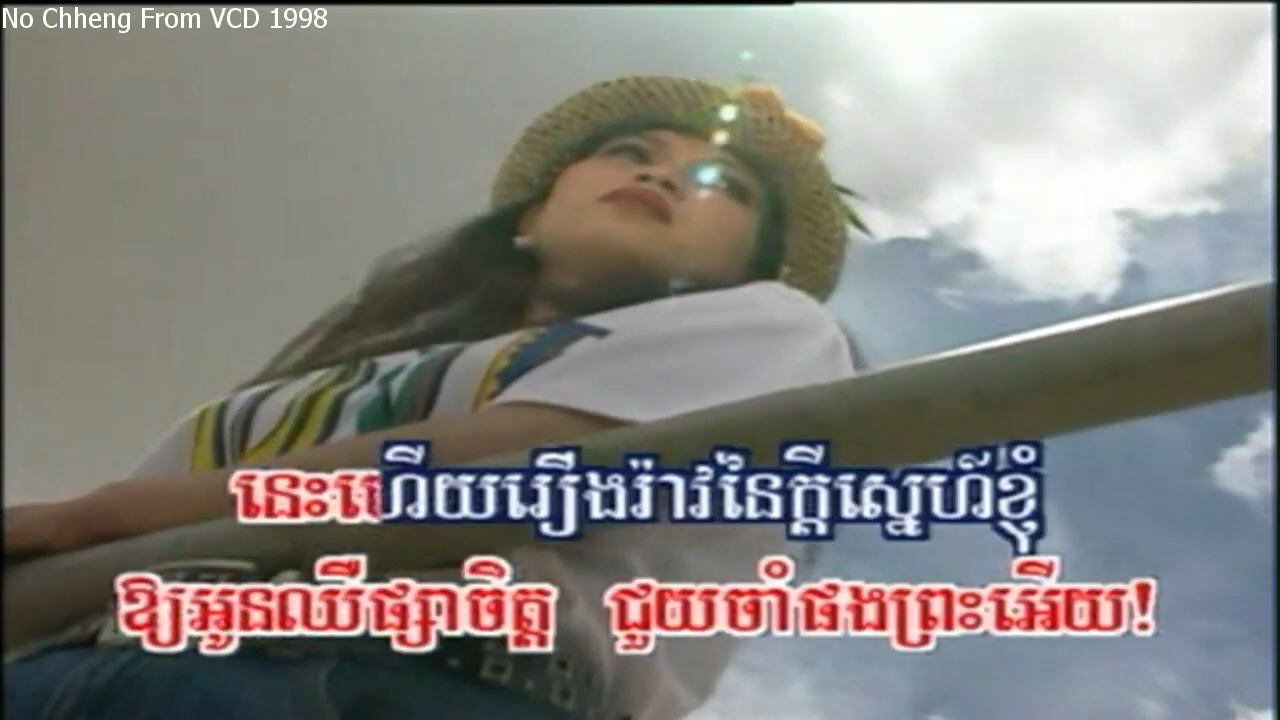 No Chheng From VCD 1998
នេះហើយរឿងរ៉ាវនៃក្ដីស្នេហ៍ខ្ញុំ
ឱ្យអូនឈឺផ្សាចិត្ត ជួយចាំផងព្រះអើយ!